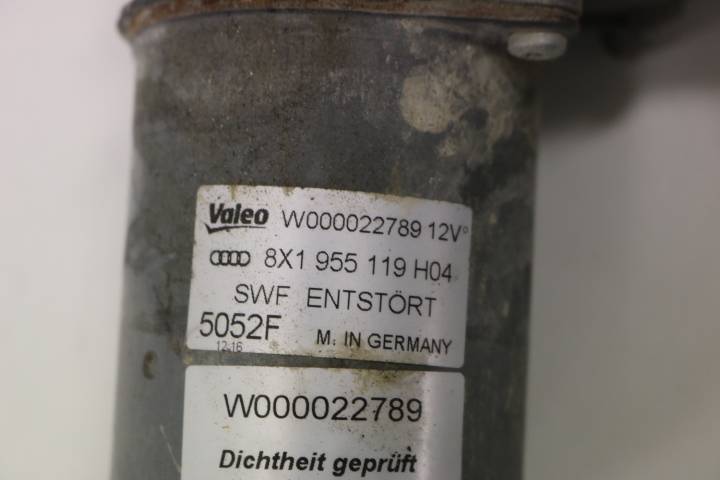 Valeo W000022789 12V
8X1 955 119 H04
SWF ENTSTÖRT
5052F M. IN GERMANY
12-16
W000022789
Dichtheit geprüft